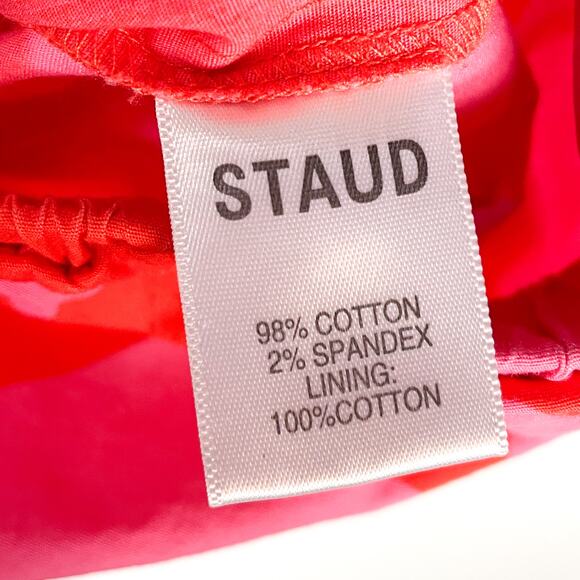 STAUD
98% COTTON
2% SPANDEX
LINING:
100%COTTON